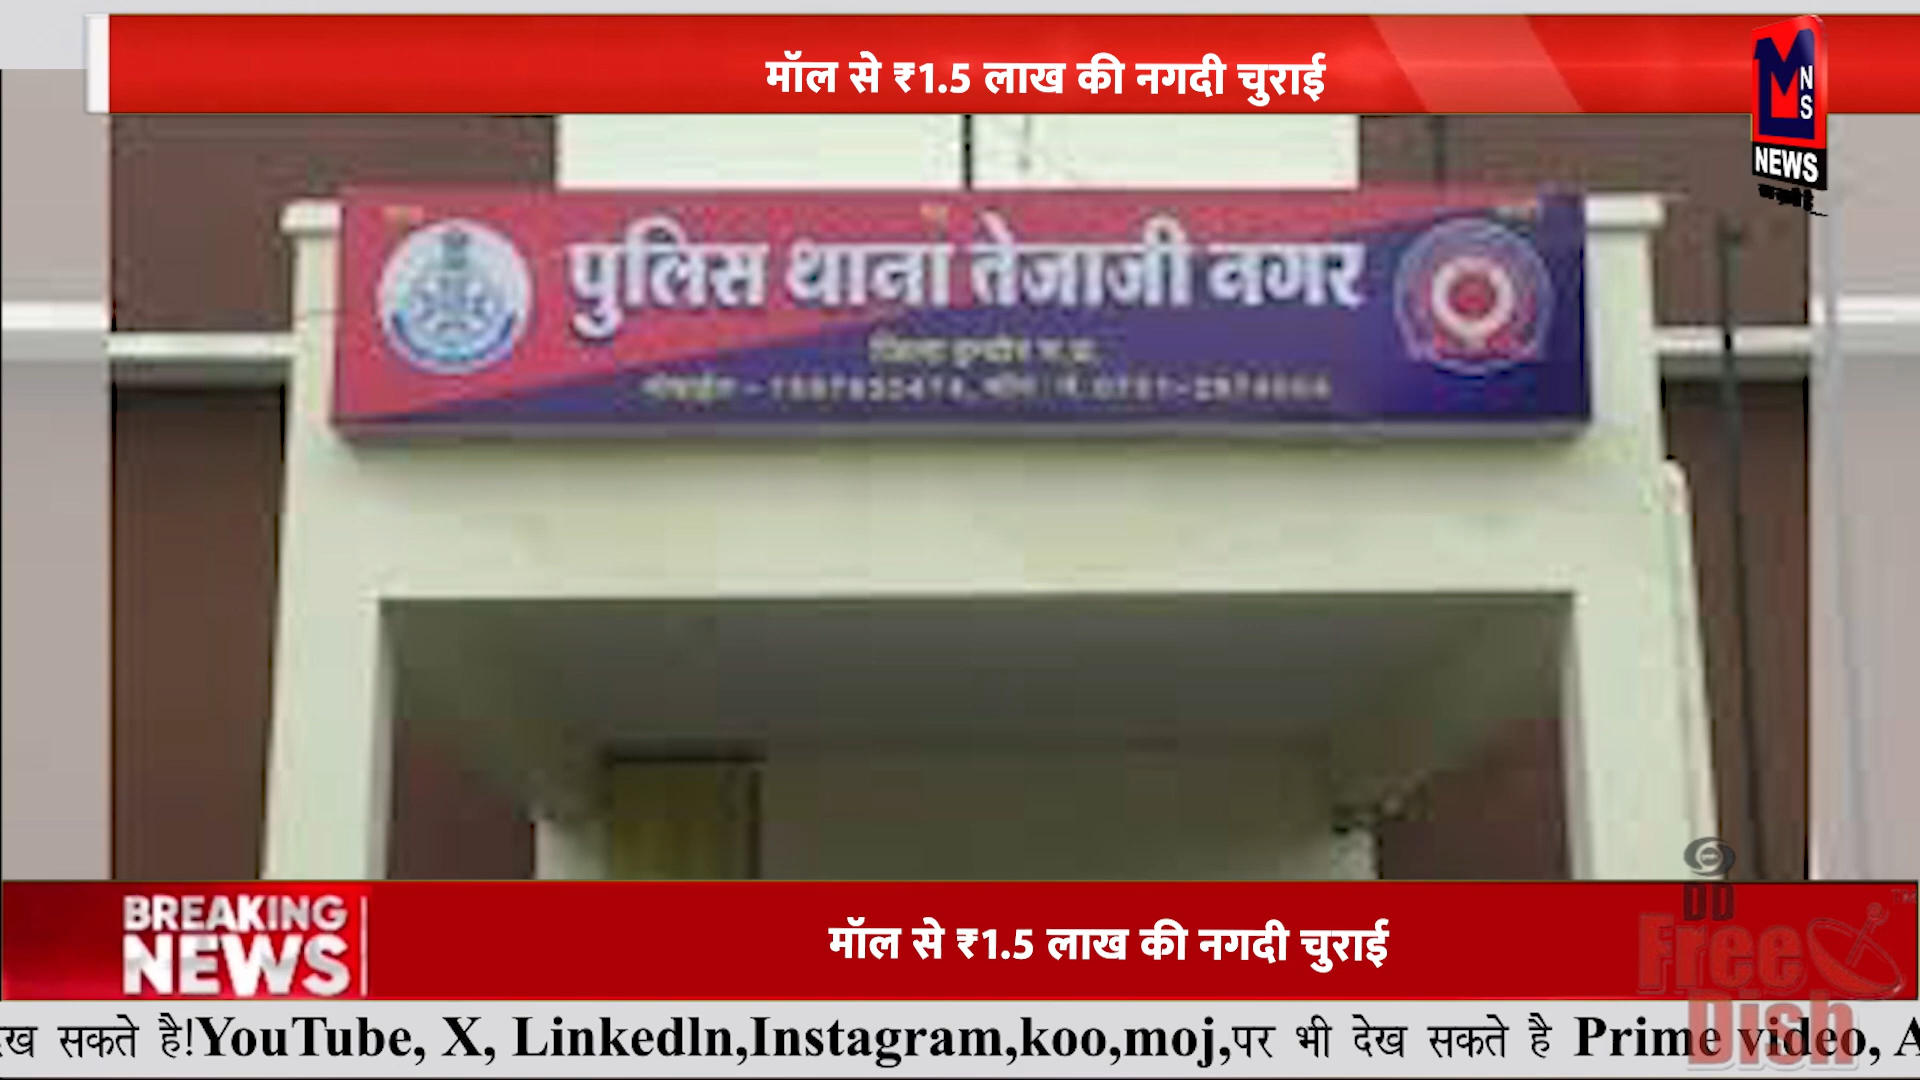 मॉल से ₹1.5 लाख की नगदी चुराई
M
N
S
NEWS
पुलिस थाना तेजाजी नगर
BREAKING
NEWS
मॉल से ₹1.5 लाख की नगदी चुराई
DD
Free
Dish
सकते है!YouTube, X, Linkedln,Instagram,koo,moj,पर भी देख सकते है Prime video,